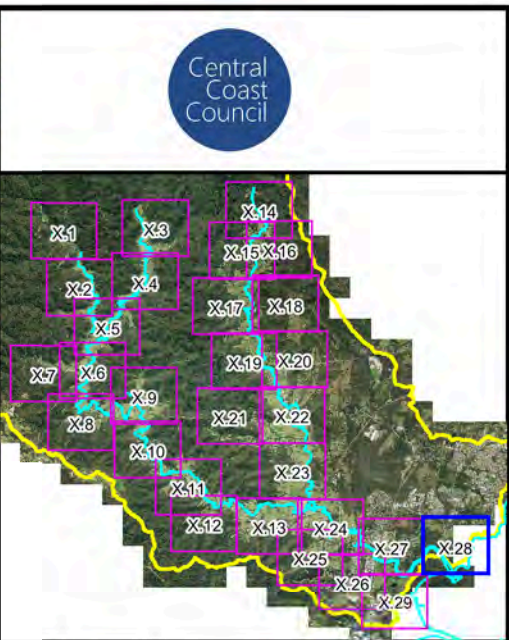 Central
Coast
Council
X.14
X.1
X.3
X.15
X.16
X.2
X.4
X.17
X.18
X.5
X.19
X.20
X.7
X.6
X.9
X.21
X.22
X.8
X.10
X.23
X.11
X.12
X.13
X.24
X.27
X.28
X.25
X.26
X.29